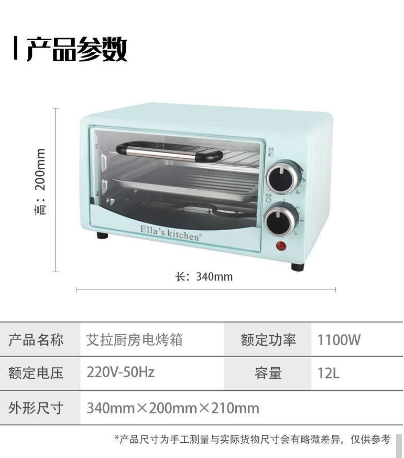 产品参数
高：200mm
Ella's kitchen®
长：340mm
产品名称 艾拉厨房电烤箱 额定功率 1100W
额定电压 220V-50Hz 容量 12L
外形尺寸 340mm×200mm×210mm
*产品尺寸为手工测量与实际货物尺寸会有略微差异，仅供参考